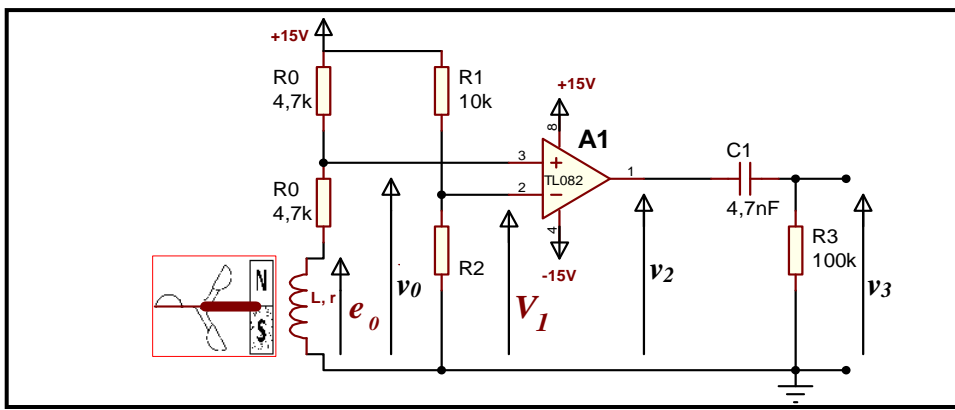 +15V
R0
4,7k
R1
10k
+15V
8
A1
3
+
TL082
1
2
−
4
-15V
C1
4,7nF
R0
4,7k
R2
R3
100k
N
S
L, r
e0
v0
V1
v2
v3